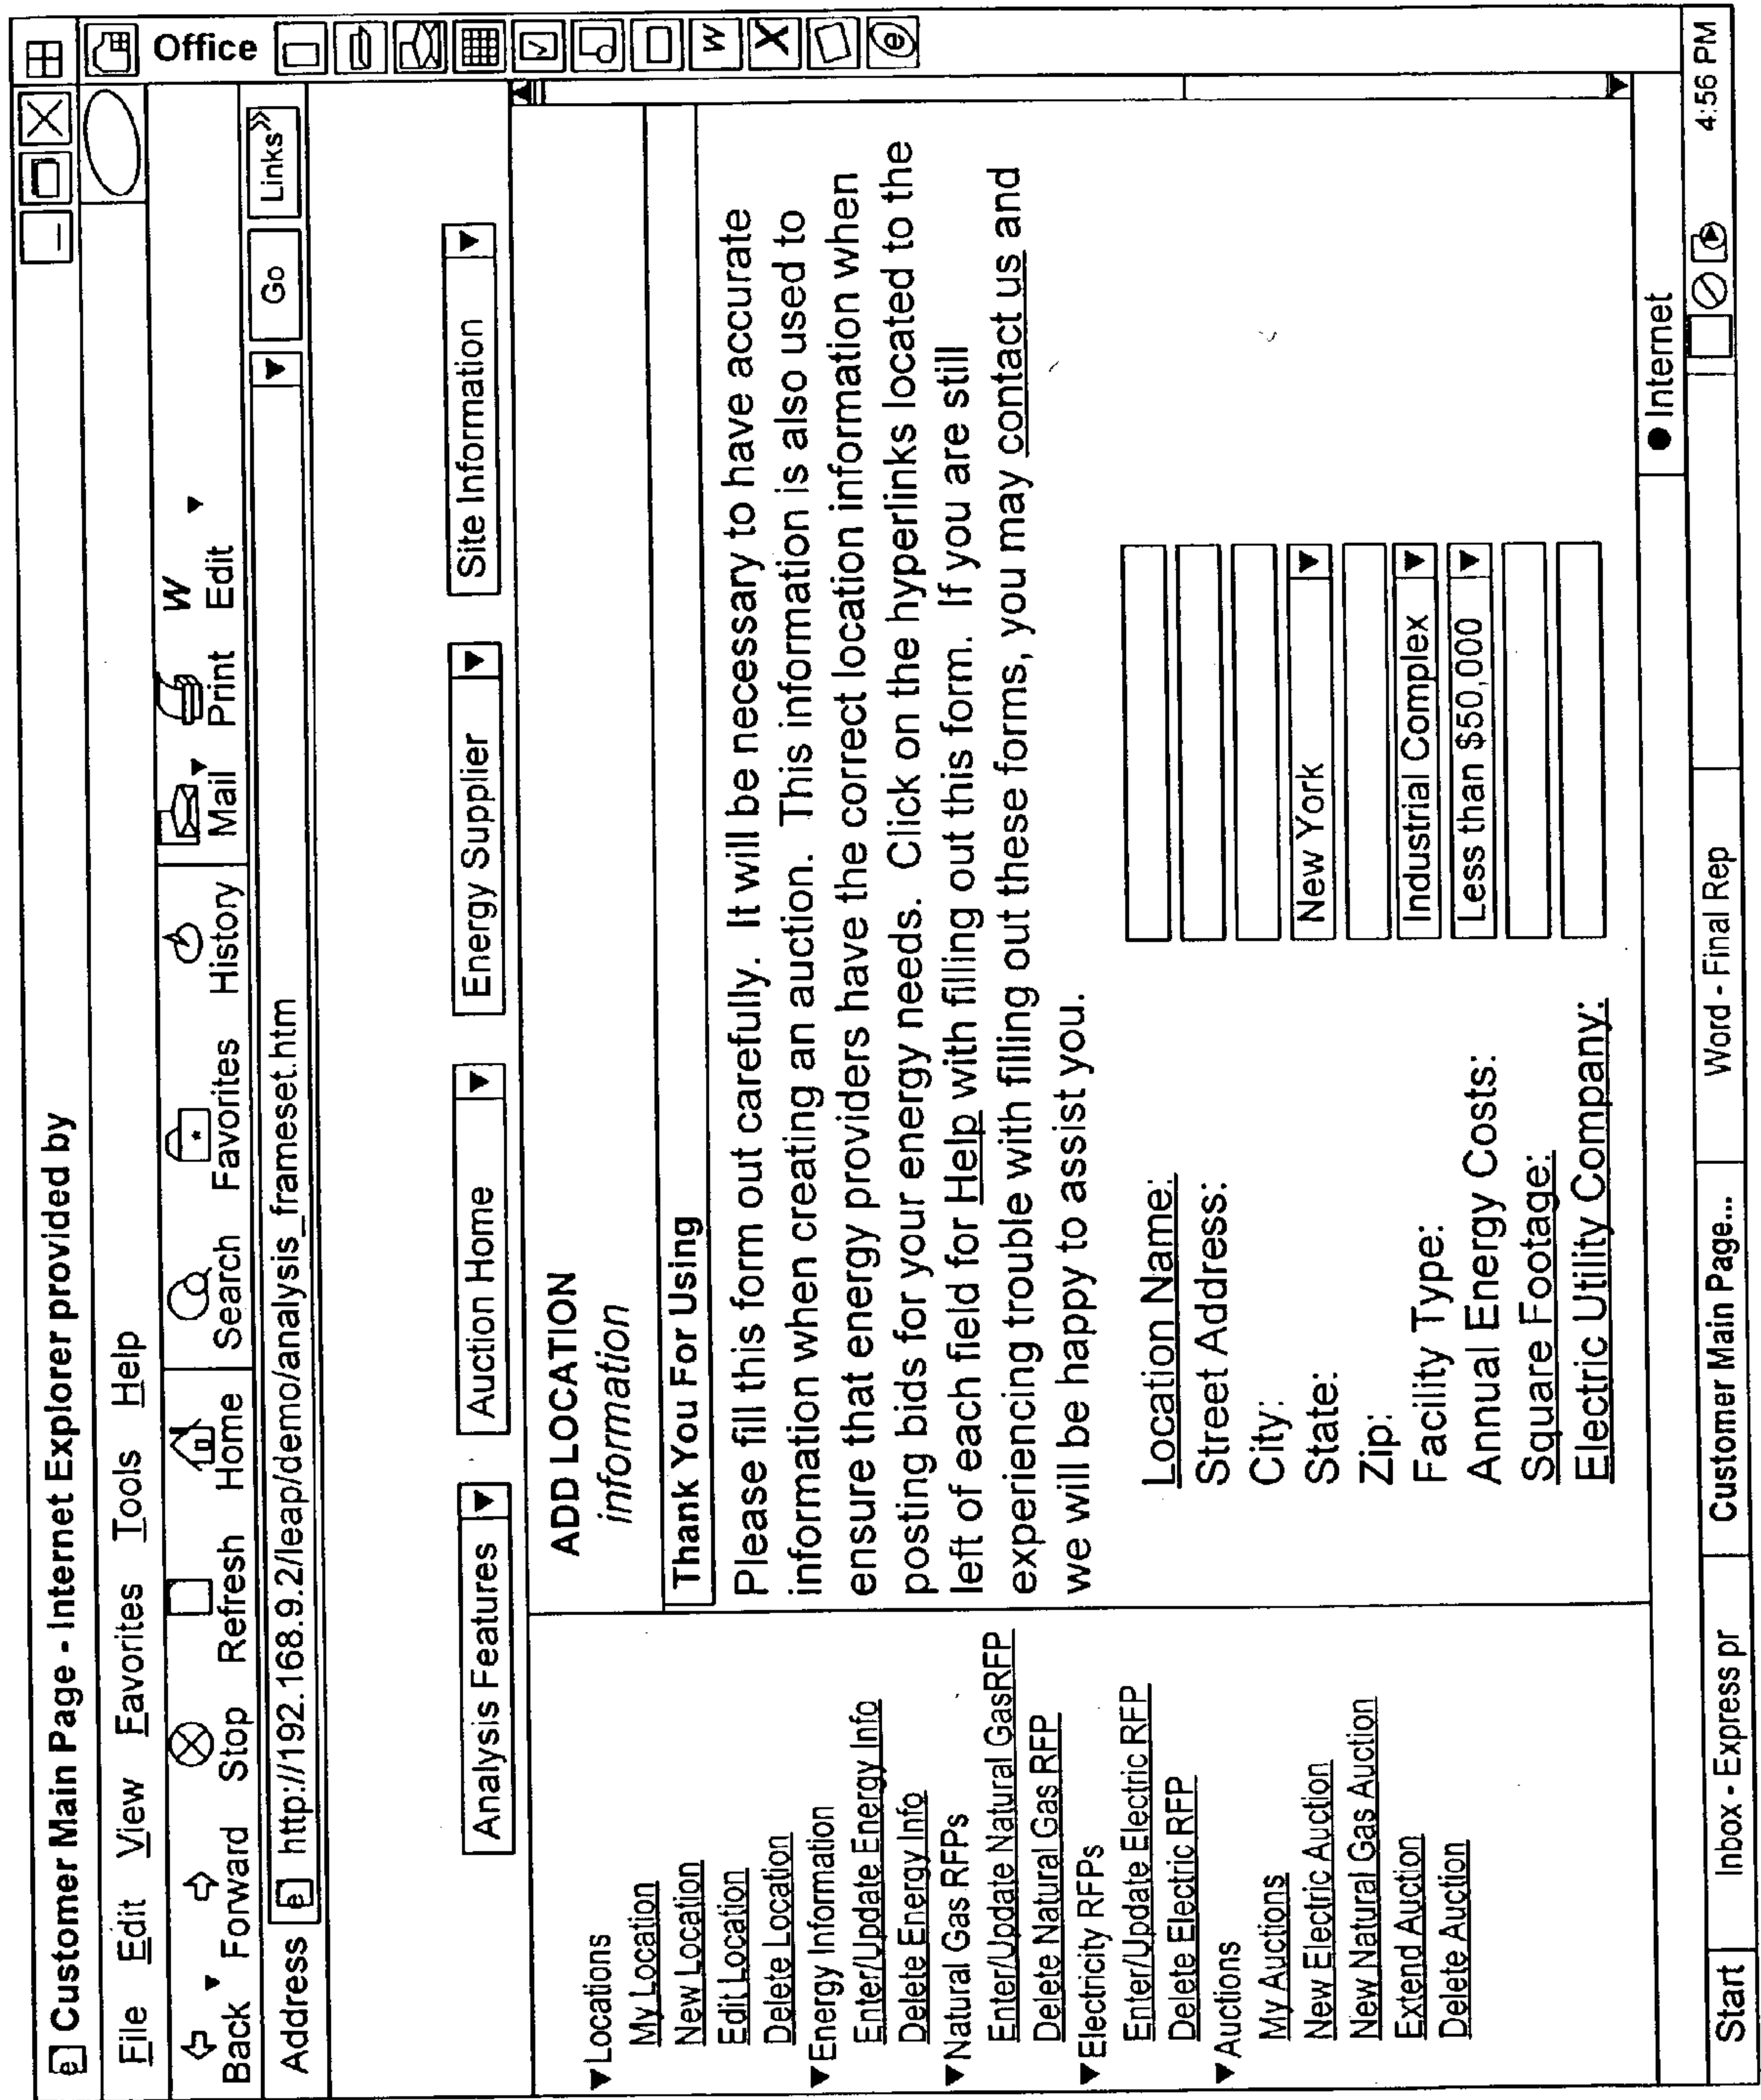 Customer Main Page - Internet Explorer provided by
File Edit View Favorites Tools Help
Back Forward Stop Refresh Home Search Favorites History Mail Print Edit
W
Address http://192.168.9.2/leap/demo/analysis_frameset.htm Go Links»
Office
W
X
e
Analysis Features Auction Home Energy Supplier Site Information
▼Locations
My Location
New Location
Edit Location
Delete Location
▼Energy Information
Enter/Update Energy Info
Delete Energy Info
▼Natural Gas RFPs
Enter/Update Natural GasRFP
Delete Natural Gas RFP
▼Electricity RFPs
Enter/Update Electric RFP
Delete Electric RFP
▼Auctions
My Auctions
New Electric Auction
New Natural Gas Auction
Extend Auction
Delete Auction
ADD LOCATION
information
Thank You For Using
Please fill this form out carefully. It will be necessary to have accurate
information when creating an auction. This information is also used to
ensure that energy providers have the correct location information when
posting bids for your energy needs. Click on the hyperlinks located to the
left of each field for Help with filling out this form. If you are still
experiencing trouble with filling out these forms, you may contact us and
we will be happy to assist you.
Location Name:
Street Address:
City:
State: New York
Zip:
Facility Type: Industrial Complex
Annual Energy Costs: Less than $50,000
Square Footage:
Electric Utility Company:
Internet
Start Inbox - Express pr Customer Main Page... Word - Final Rep 4:56 PM